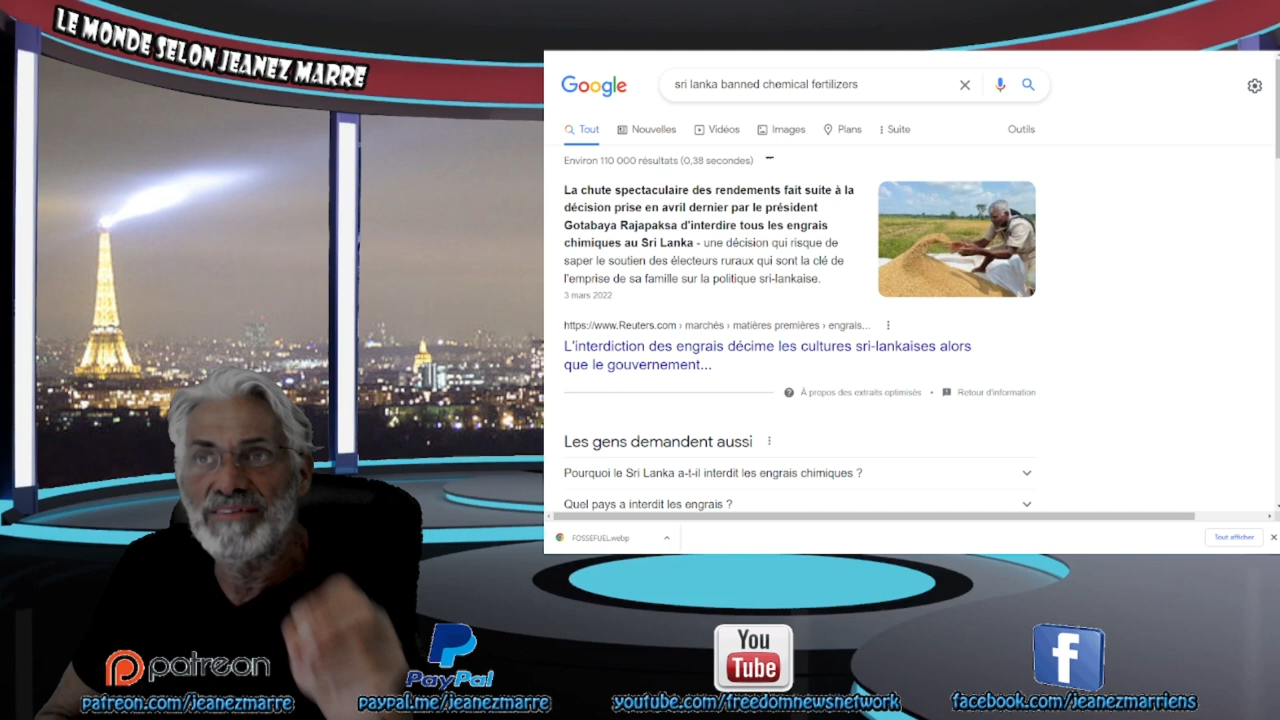 LE MONDE SELON JEANEZ MARRE
Google
sri lanka banned chemical fertilizers
Tout
Nouvelles
Vidéos
Images
Plans
Suite
Outils
Environ 110 000 résultats (0,38 secondes)
La chute spectaculaire des rendements fait suite à la
décision prise en avril dernier par le président
Gotabaya Rajapaksa d'interdire tous les engrais
chimiques au Sri Lanka - une décision qui risque de
saper le soutien des électeurs ruraux qui sont la clé de
l'emprise de sa famille sur la politique sri-lankaise.
3 mars 2022
https://www.Reuters.com › marchés › matières premières › engrais...
L'interdiction des engrais décime les cultures sri-lankaises alors
que le gouvernement...
À propos des extraits optimisés • Retour d'information
Les gens demandent aussi
Pourquoi le Sri Lanka a-t-il interdit les engrais chimiques ?
Quel pays a interdit les engrais ?
FOSSEFUEL.webp
Tout afficher
patreon
patreon.com/jeanezmarre
PayPal
paypal.me/jeanezmarre
You
Tube
youtube.com/freedomnewsnetwork
f
facebook.com/jeanezmarriens